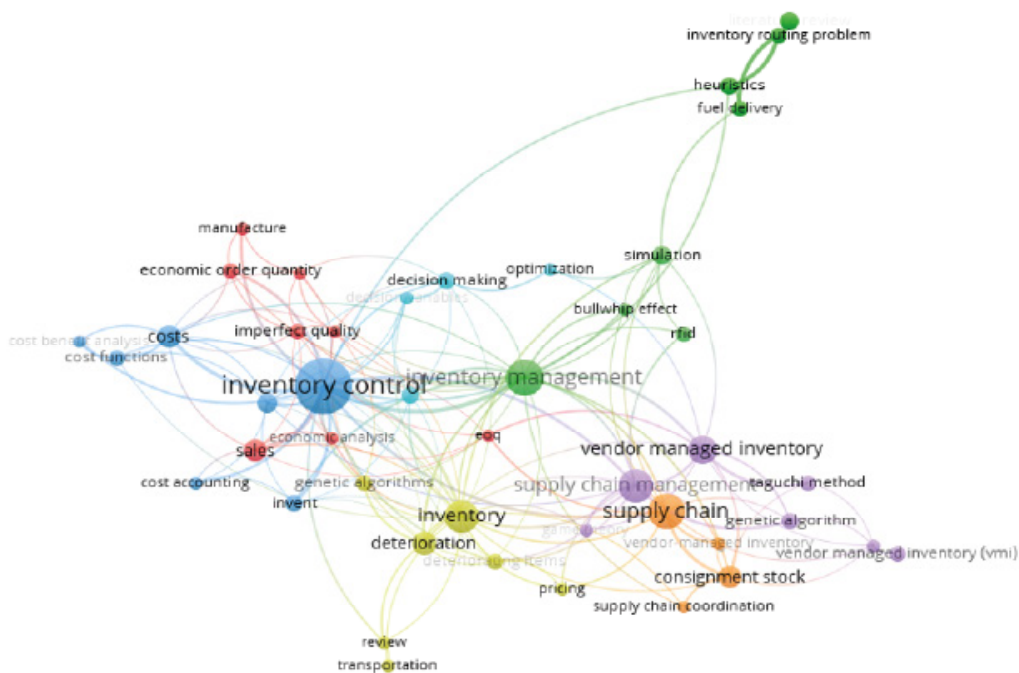 literature review
inventory routing problem
heuristics
fuel delivery
manufacture
simulation
economic order quantity
optimization
decision making
decision variables
bullwhip effect
imperfect quality
rfid
costs
cost benefit analysis
cost functions
inventory management
inventory control
eoq
economic analysis
vendor managed inventory
sales
cost accounting
genetic algorithms
supply chain management
taguchi method
invent
supply chain
inventory
genetic algorithm
game theory
deterioration
vendor-managed inventory
vendor managed inventory (vmi)
deteriorating items
consignment stock
pricing
supply chain coordination
review
transportation